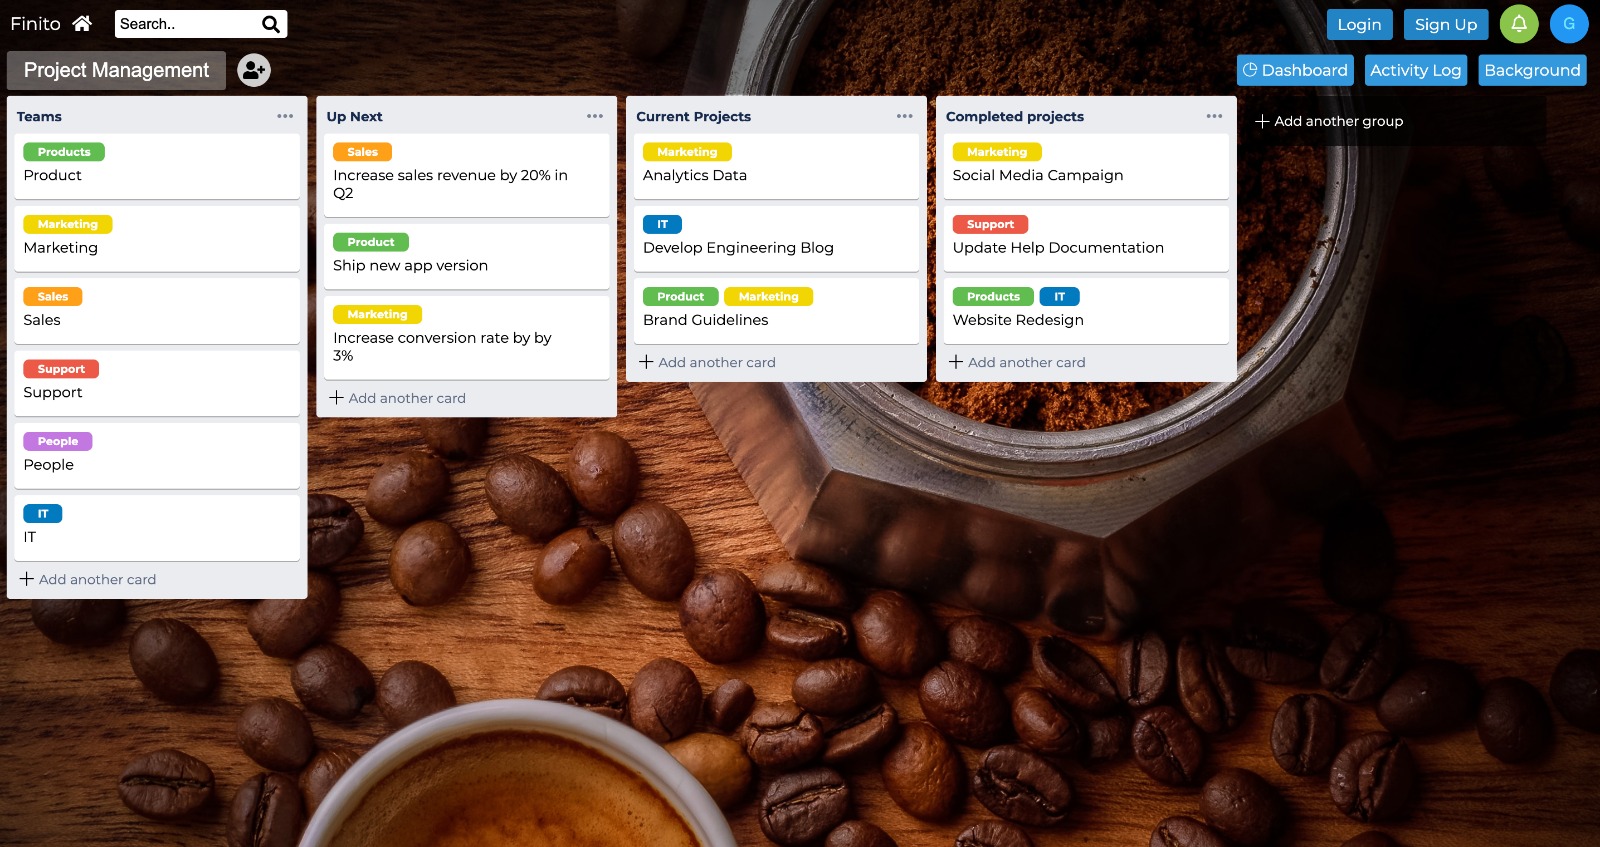 Finito
Search..
Login
Sign Up
G
Project Management
Dashboard
Activity Log
Background
Teams
Products
Product
Marketing
Marketing
Sales
Sales
Support
Support
People
People
IT
IT
Add another card
Up Next
Sales
Increase sales revenue by 20% in
Q2
Product
Ship new app version
Marketing
Increase conversion rate by by
3%
Add another card
Current Projects
Marketing
Analytics Data
IT
Develop Engineering Blog
Product Marketing
Brand Guidelines
Add another card
Completed projects
Marketing
Social Media Campaign
Support
Update Help Documentation
Products IT
Website Redesign
Add another card
Add another group